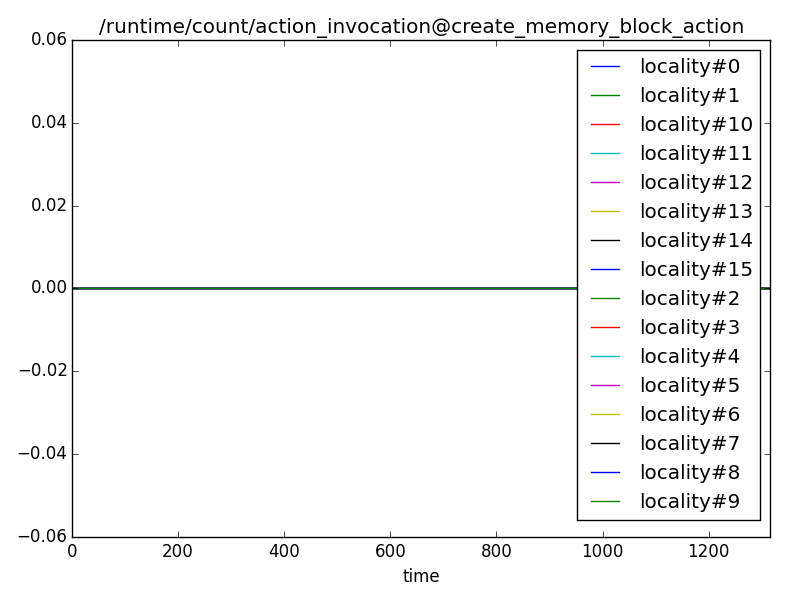 /runtime/count/action_invocation@create_memory_block_action
0.06
0.04
0.02
0.00
−0.02
−0.04
−0.06
0 200 400 600 800 1000 1200
time
locality#0
locality#1
locality#10
locality#11
locality#12
locality#13
locality#14
locality#15
locality#2
locality#3
locality#4
locality#5
locality#6
locality#7
locality#8
locality#9